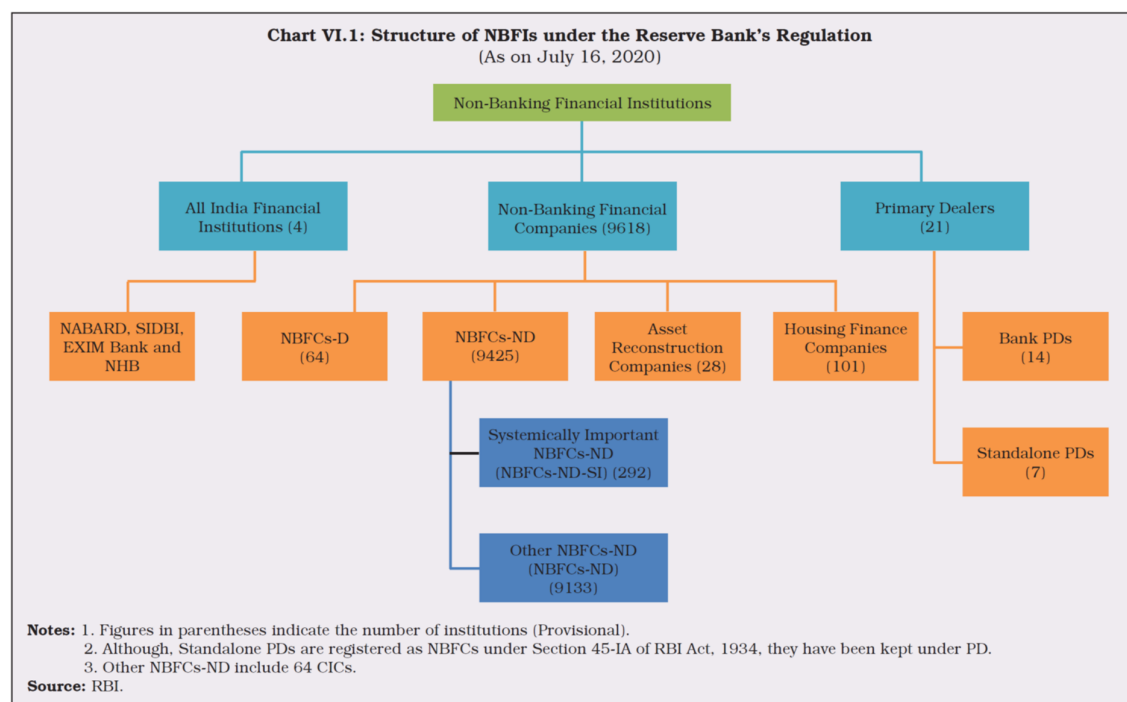 Chart VI.1: Structure of NBFIs under the Reserve Bank's Regulation
(As on July 16, 2020)
Non-Banking Financial Institutions
All India Financial
Institutions (4)
Non-Banking Financial
Companies (9618)
Primary Dealers
(21)
NABARD, SIDBI,
EXIM Bank and
NHB
NBFCs-D
(64)
NBFCs-ND
(9425)
Asset
Reconstruction
Companies (28)
Housing Finance
Companies
(101)
Bank PDs
(14)
Systemically Important
NBFCs-ND
(NBFCs-ND-SI) (292)
Standalone PDs
(7)
Other NBFCs-ND
(NBFCs-ND)
(9133)
Notes: 1. Figures in parentheses indicate the number of institutions (Provisional).
2. Although, Standalone PDs are registered as NBFCs under Section 45-IA of RBI Act, 1934, they have been kept under PD.
3. Other NBFCs-ND include 64 CICs.
Source: RBI.